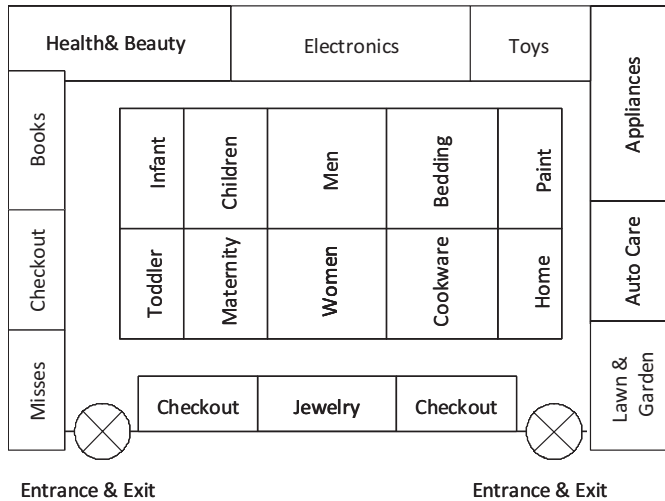 Health& Beauty
Electronics
Toys
Appliances
Books
Infant
Children
Men
Bedding
Paint
Checkout
Toddler
Maternity
Women
Cookware
Home
Auto Care
Misses
Checkout
Jewelry
Checkout
Lawn &
Garden
Entrance & Exit
Entrance & Exit